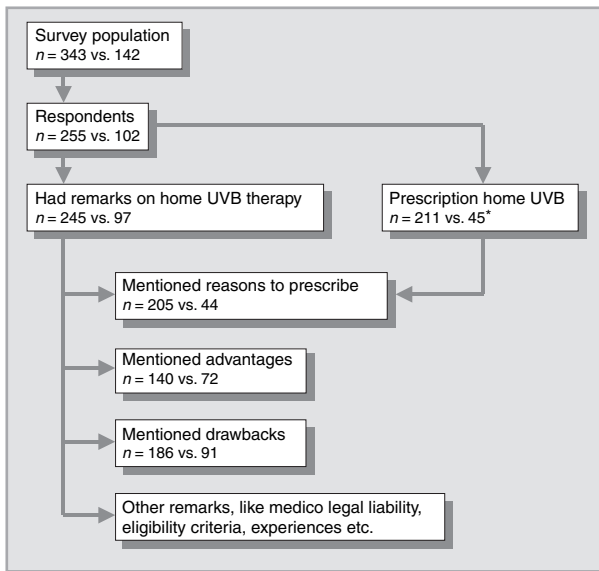 Survey population
n = 343 vs. 142
Respondents
n = 255 vs. 102
Had remarks on home UVB therapy
n = 245 vs. 97
Prescription home UVB
n = 211 vs. 45*
Mentioned reasons to prescribe
n = 205 vs. 44
Mentioned advantages
n = 140 vs. 72
Mentioned drawbacks
n = 186 vs. 91
Other remarks, like medico legal liability,
eligibility criteria, experiences etc.